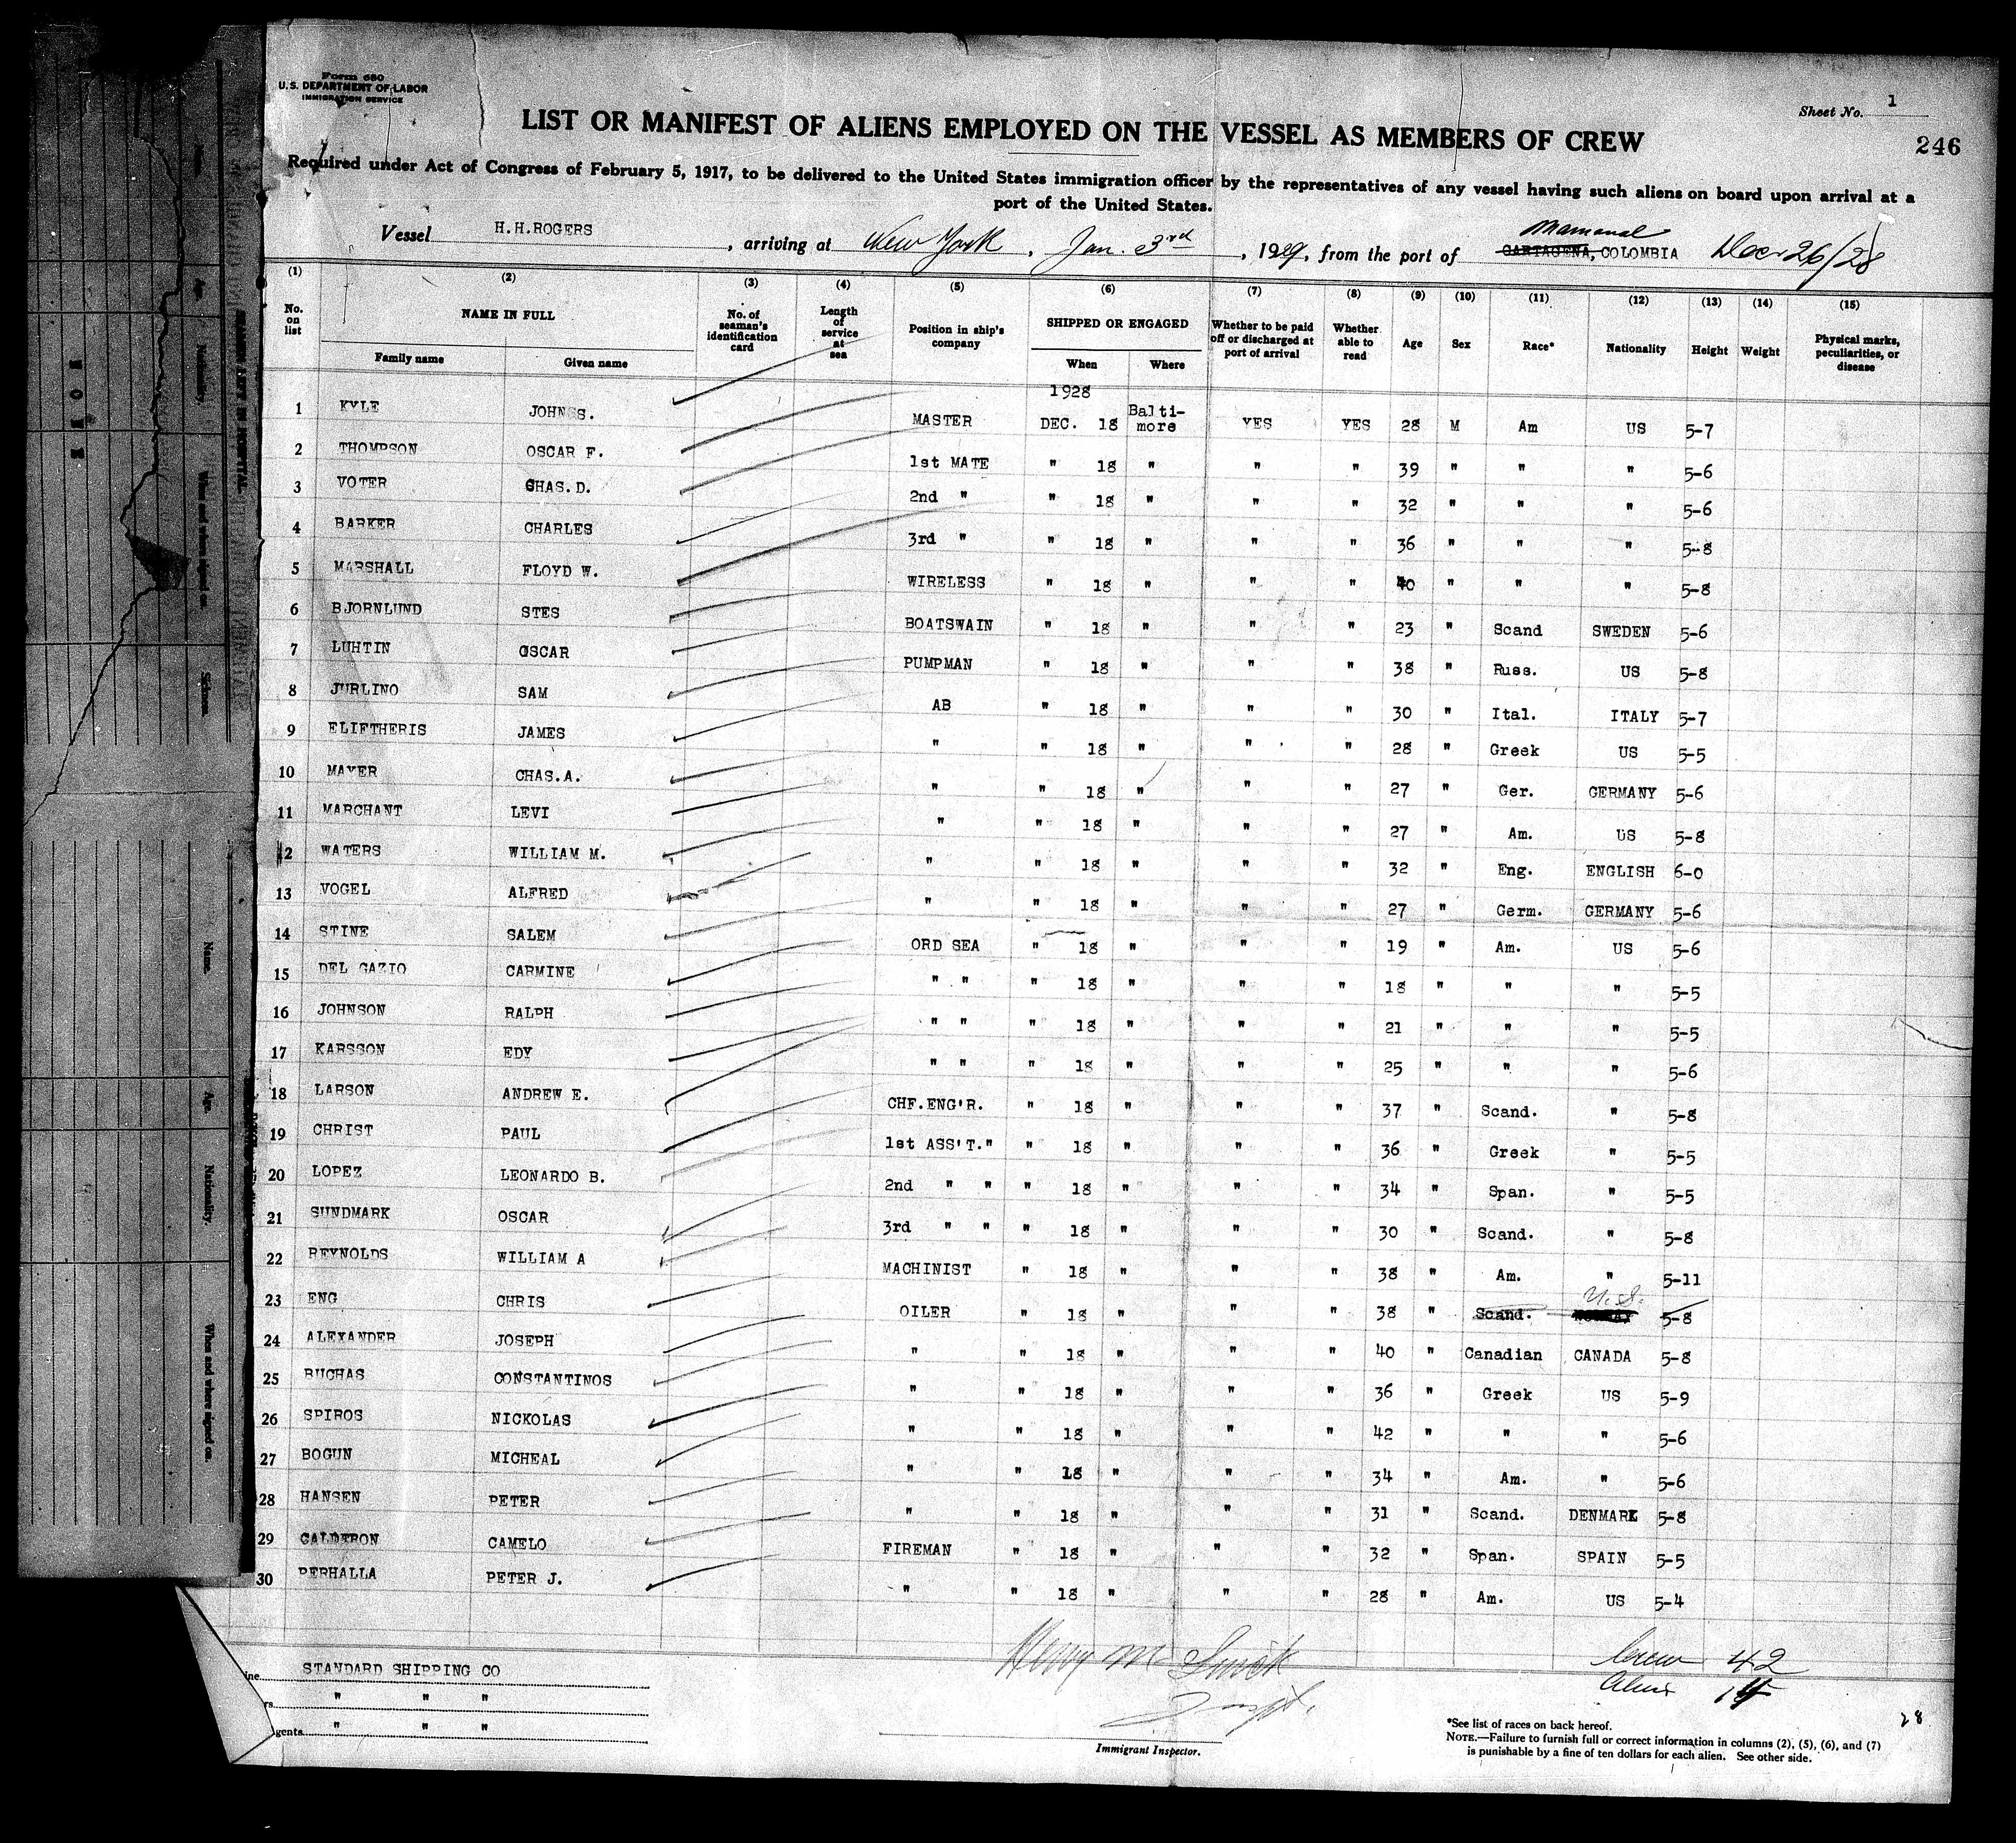 Form 680
U.S. DEPARTMENT OF LABOR
IMMIGRATION SERVICE
Sheet No. 1
LIST OR MANIFEST OF ALIENS EMPLOYED ON THE VESSEL AS MEMBERS OF CREW
246
Required under Act of Congress of February 5, 1917, to be delivered to the United States immigration officer by the representatives of any vessel having such aliens on board upon arrival at a
port of the United States.
Vessel H.H.ROGERS, arriving at New York, Jan. 3rd, 1929, from the port of Mamonal CARTAGENA, COLOMBIA Dec 26/28
(1) (2) (3) (4) (5) (6) (7) (8) (9) (10) (11) (12) (13) (14) (15)
No. on list NAME IN FULL Family name Given name No. of seaman's identification card Length of service at sea Position in ship's company SHIPPED OR ENGAGED When Where Whether to be paid off or discharged at port of arrival Whether able to read Age Sex Race* Nationality Height Weight Physical marks, peculiarities, or disease
1928
1 KYLE JOHN S. MASTER DEC. 18 Balti-more YES YES 28 M Am US 5-7
2 THOMPSON OSCAR F. 1st MATE " 18 " " " 39 " " " 5-6
3 VOTER CHAS. D. 2nd " " 18 " " " 32 " " " 5-6
4 BARKER CHARLES 3rd " " 18 " " " 36 " " " 5-8
5 MARSHALL FLOYD W. WIRELESS " 18 " " " 40 " " " 5-8
6 BJORNLUND STES BOATSWAIN " 18 " " " 23 " Scand SWEDEN 5-6
7 LUHTIN OSCAR PUMPMAN " 18 " " " 38 " Russ. US 5-8
8 JURLINO SAM AB " 18 " " " 30 " Ital. ITALY 5-7
9 ELIFTHERIS JAMES " " 18 " " " 28 " Greek US 5-5
10 MAYER CHAS.A. " " 18 " " " 27 " Ger. GERMANY 5-6
11 MARCHANT LEVI " " 18 " " " 27 " Am. US 5-8
12 WATERS WILLIAM M. " " 18 " " " 32 " Eng. ENGLISH 6-0
13 VOGEL ALFRED " " 18 " " " 27 " Germ. GERMANY 5-6
14 STINE SALEM ORD SEA " 18 " " " 19 " Am. US 5-6
15 DEL GAZIO CARMINE " " " 18 " " " 18 " " " 5-5
16 JOHNSON RALPH " " " 18 " " " 21 " " " 5-5
17 KARSSON EDY " " " 18 " " " 25 " " " 5-6
18 LARSON ANDREW E. CHF.ENG'R. " 18 " " " 37 " Scand. " 5-8
19 CHRIST PAUL 1st ASS'T." " 18 " " " 36 " Greek " 5-5
20 LOPEZ LEONARDO B. 2nd " " " 18 " " " 34 " Span. " 5-5
21 SUNDMARK OSCAR 3rd " " " 18 " " " 30 " Scand. " 5-8
22 REYNOLDS WILLIAM A MACHINIST " 18 " " " 38 " Am. " 5-11
23 ENG CHRIS OILER " 18 " " " 38 " Scand. U.S. 5-8
24 ALEXANDER JOSEPH " " 18 " " " 40 " Canadian CANADA 5-8
25 BUCHAS CONSTANTINOS " " 18 " " " 36 " Greek US 5-9
26 SPIROS NICKOLAS " " 18 " " " 42 " " " 5-6
27 BOGUN MICHEAL " " 18 " " " 34 " Am. " 5-6
28 HANSEN PETER " " 18 " " " 31 " Scand. DENMARK 5-8
29 CALDERON CAMELO FIREMAN " 18 " " " 32 " Span. SPAIN 5-5
30 PERHALLA PETER J. " " 18 " " " 28 " Am. US 5-4
STANDARD SHIPPING CO
" " "
gents " " "
Immigrant Inspector.
Crew 42
Aliens
28
*See list of races on back hereof.
NOTE.—Failure to furnish full or correct information in columns (2), (5), (6), and (7)
is punishable by a fine of ten dollars for each alien. See other side.
Name.
Age.
Nationality.
When and where signed on.
Sickness.
NONE
Name.
Age.
Nationality.
When and where signed on.